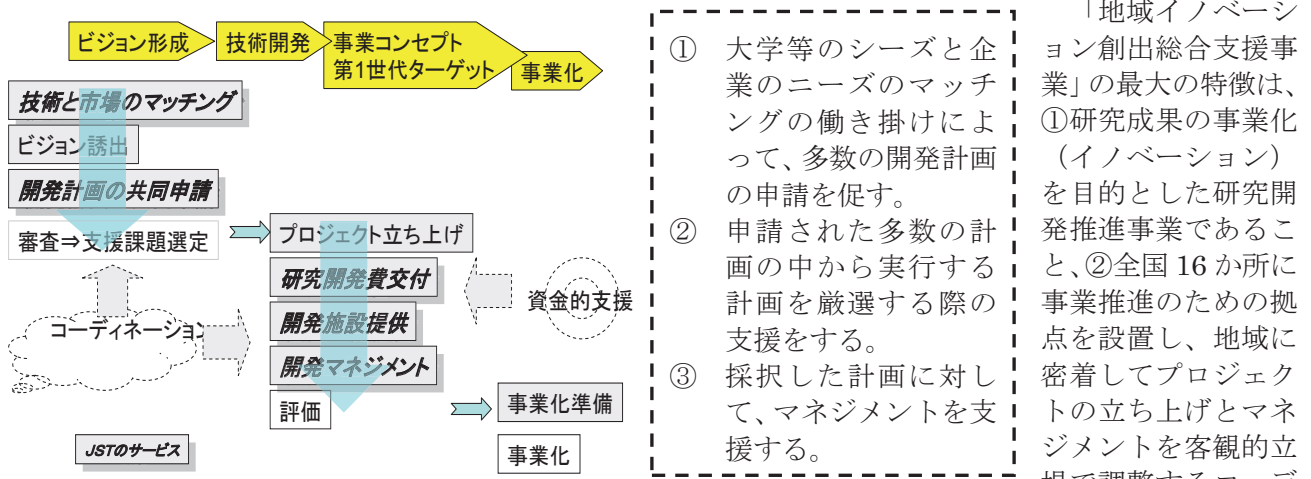 ビジョン形成
技術開発
事業コンセプト
第1世代ターゲット
事業化
技術と市場のマッチング
ビジョン誘出
開発計画の共同申請
審査⇒支援課題選定
プロジェクト立ち上げ
研究開発費交付
開発施設提供
開発マネジメント
評価
資金的支援
コーディネーション
事業化準備
事業化
JSTのサービス
① 大学等のシーズと企
業のニーズのマッチ
ングの働き掛けによ
って、多数の開発計画
の申請を促す。
② 申請された多数の計
画の中から実行する
計画を厳選する際の
支援をする。
③ 採択した計画に対し
て、マネジメントを支
援する。
「地域イノベーシ
ョン創出総合支援事
業」の最大の特徴は、
①研究成果の事業化
（イノベーション）
を目的とした研究開
発推進事業であるこ
と、②全国 16 か所に
事業推進のための拠
点を設置し、地域に
密着してプロジェク
トの立ち上げとマネ
ジメントを客観的立
場で調整するコーデ